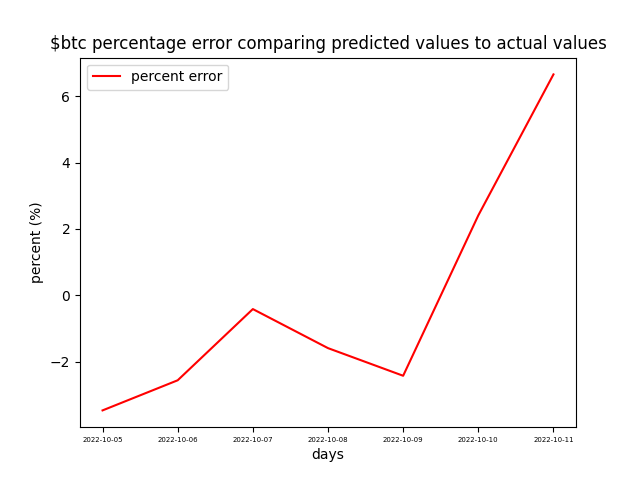 $btc percentage error comparing predicted values to actual values
percent error
6
4
2
0
−2
percent (%)
2022-10-05 2022-10-06 2022-10-07 2022-10-08 2022-10-09 2022-10-10 2022-10-11
days